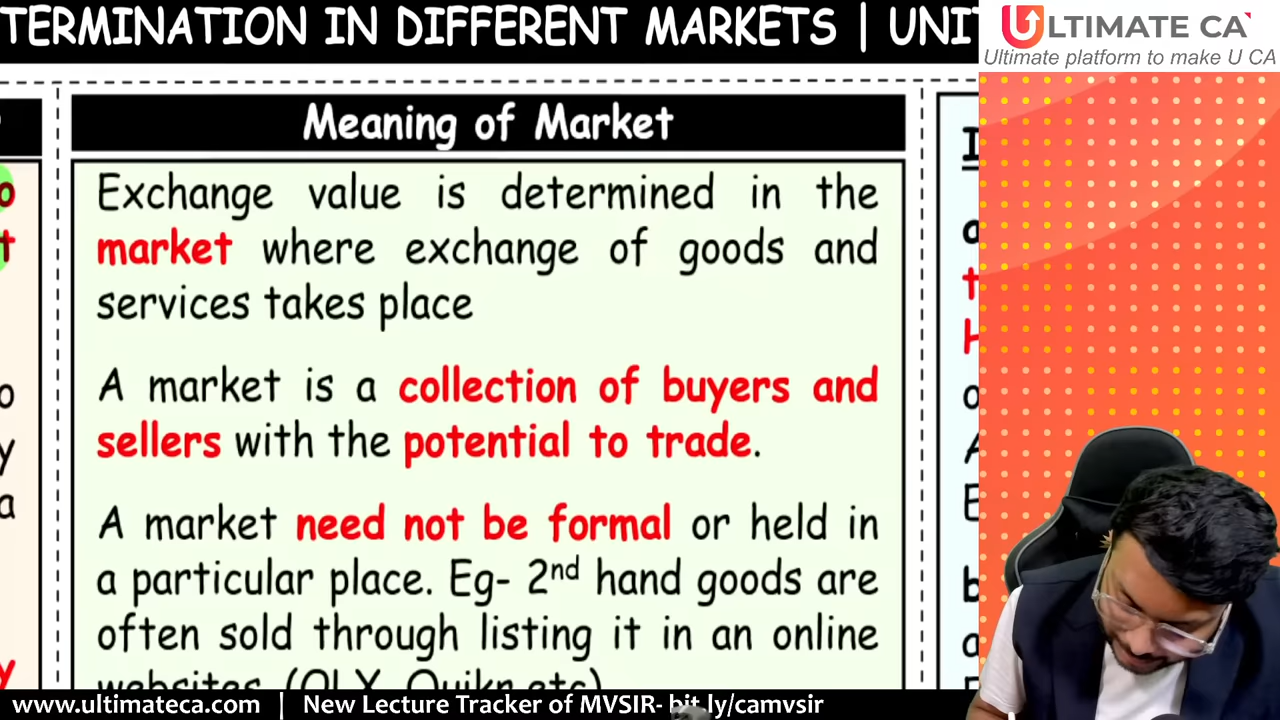 TERMINATION IN DIFFERENT MARKETS | UNIT
ULTIMATE CA
Ultimate platform to make U CA
Meaning of Market
Exchange value is determined in the
market where exchange of goods and
services takes place
A market is a collection of buyers and
sellers with the potential to trade.
A market need not be formal or held in
a particular place. Eg- 2nd hand goods are
often sold through listing it in an online
websites. (OLX, Quikr etc)
www.ultimateca.com | New Lecture Tracker of MVSIR- bit.ly/camvsir